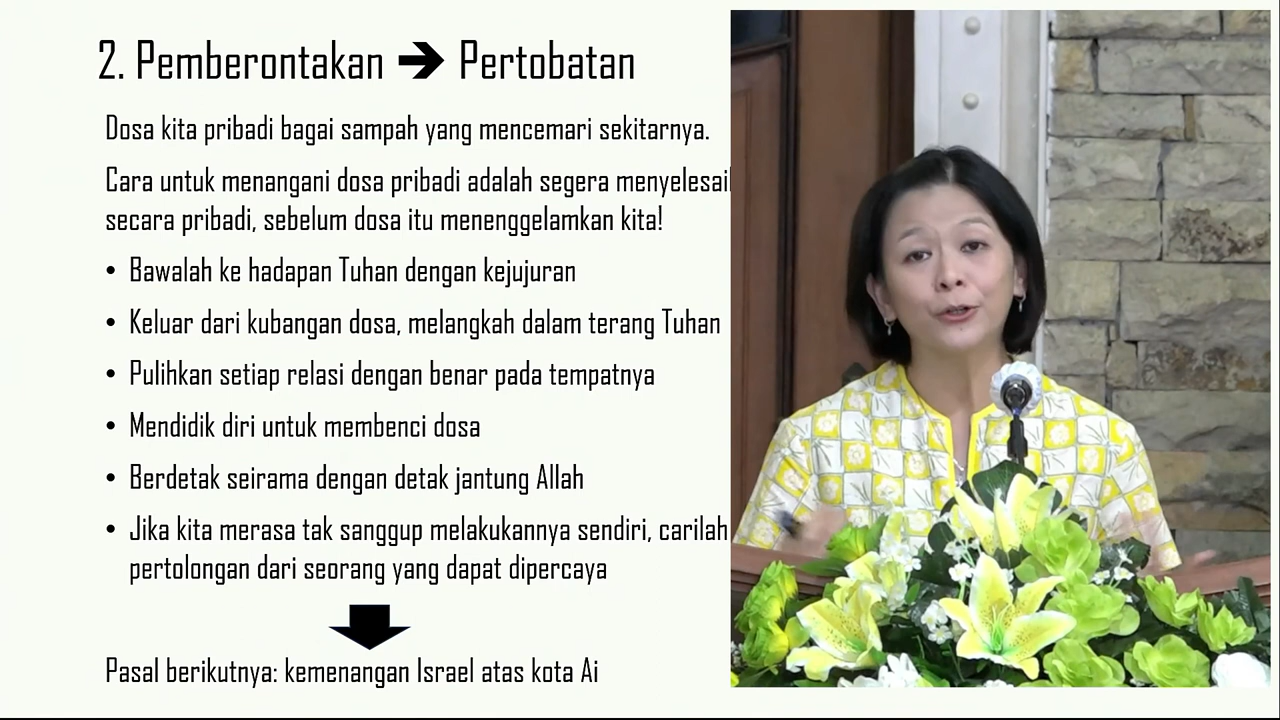 2. Pemberontakan ➔ Pertobatan
Dosa kita pribadi bagai sampah yang mencemari sekitarnya.
Cara untuk menangani dosa pribadi adalah segera
secara pribadi, sebelum dosa itu menenggelamkan kita!
• Bawalah ke hadapan Tuhan dengan kejujuran
• Keluar dari kubangan dosa, melangkah dalam terang Tuhan
• Pulihkan setiap relasi dengan benar pada tempatnya
• Mendidik diri untuk membenci dosa
• Berdetak seirama dengan detak jantung Allah
• Jika kita merasa tak sanggup melakukannya sendiri, carilah
pertolongan dari seorang yang dapat dipercaya
Pasal berikutnya: kemenangan Israel atas kota Ai